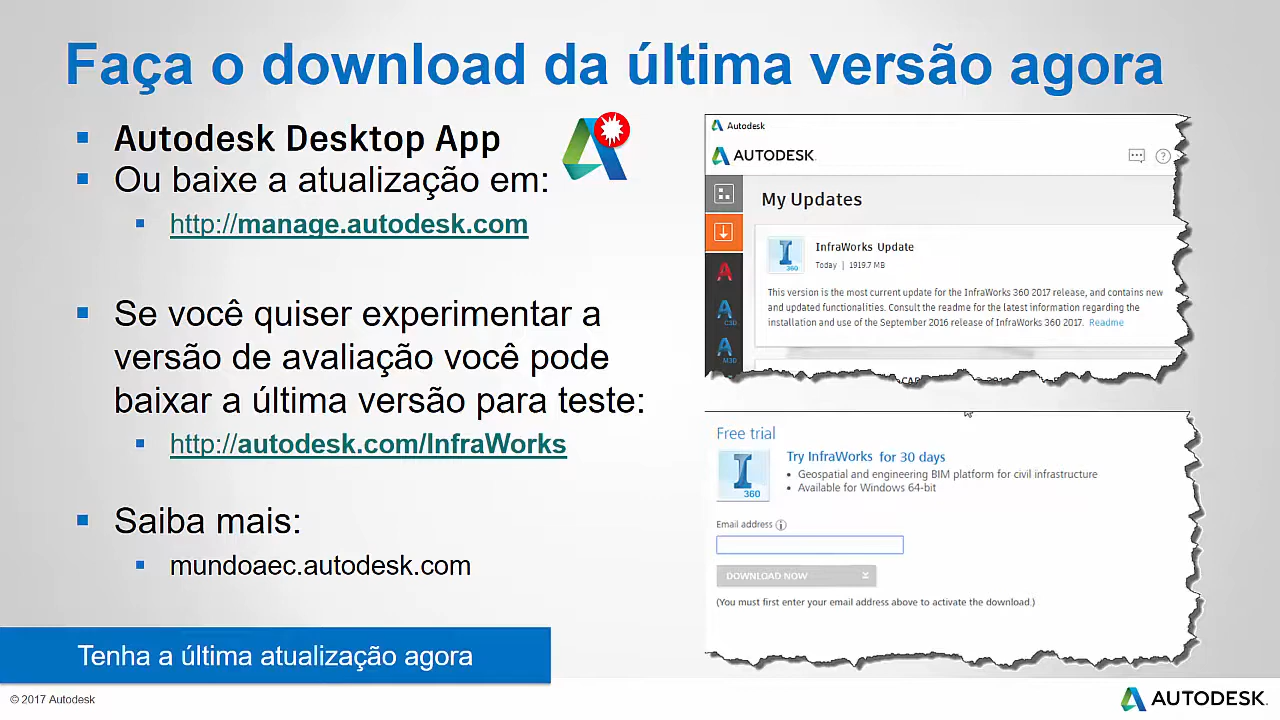 Faça o download da última versão agora
Autodesk Desktop App
Ou baixe a atualização em:
http://manage.autodesk.com
Se você quiser experimentar a
versão de avaliação você pode
baixar a última versão para teste:
http://autodesk.com/InfraWorks
Saiba mais:
mundoaec.autodesk.com
Tenha a última atualização agora
Autodesk
AUTODESK.
My Updates
InfraWorks Update
Today | 1919.7 MB
360
This version is the most current update for the InfraWorks 360 2017 release, and contains new
and updated functionalities. Consult the readme for the latest information regarding the
installation and use of the September 2016 release of InfraWorks 360 2017. Readme
C3D
M3D
Free trial
Try InfraWorks for 30 days
Geospatial and engineering BIM platform for civil infrastructure
Available for Windows 64-bit
360
Email address
DOWNLOAD NOW
(You must first enter your email address above to activate the download.)
© 2017 Autodesk
AUTODESK.